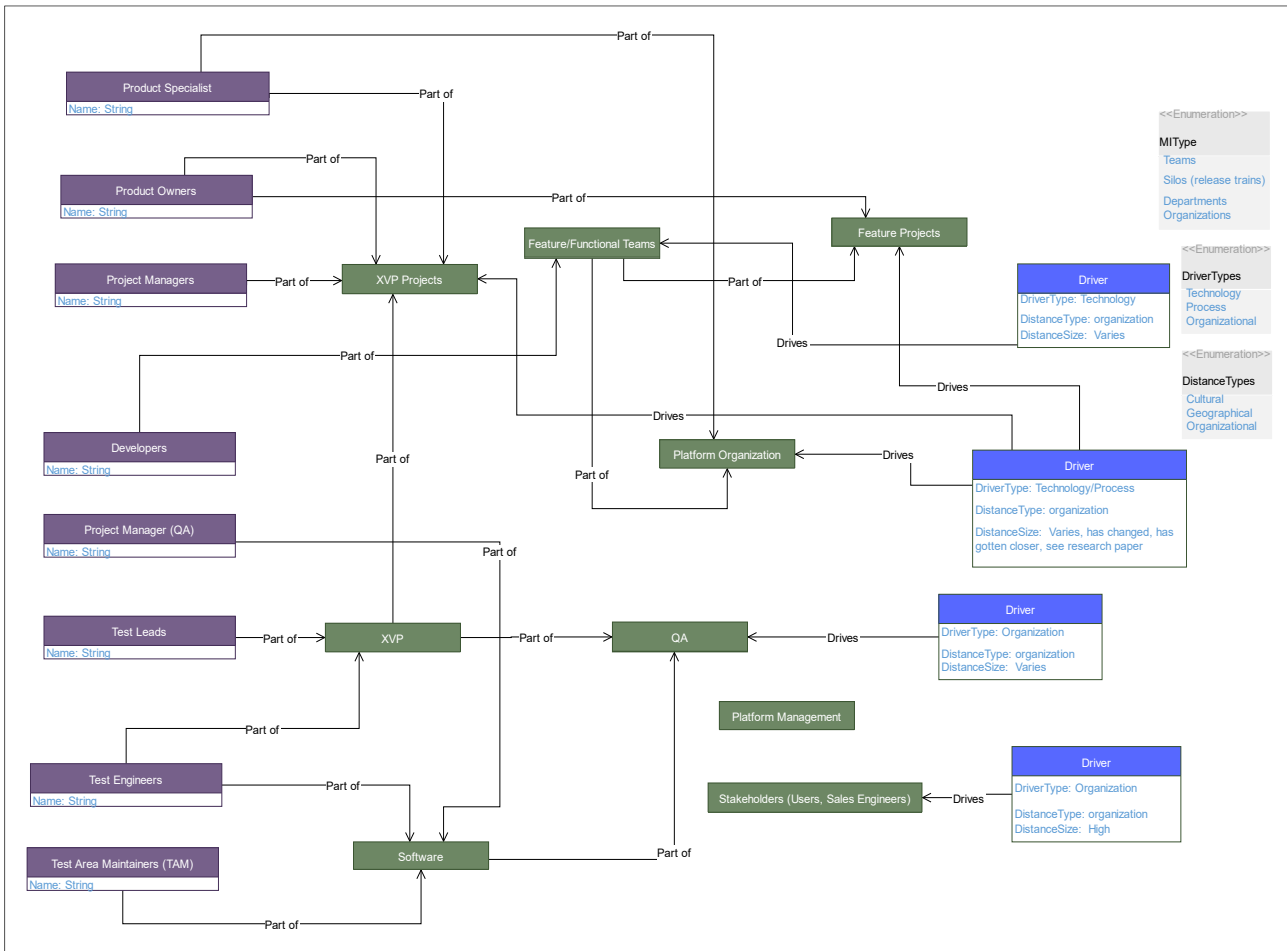 Part of
Product Specialist
Name: String
Part of
<<Enumeration>>
MIType
Teams
Silos (release trains)
Departments
Organizations
Part of
Product Owners
Name: String
Part of
Feature/Functional Teams
Feature Projects
<<Enumeration>>
DriverTypes
Technology
Process
Organizational
Project Managers
Name: String
Part of
XVP Projects
Part of
Driver
DriverType: Technology
DistanceType: organization
DistanceSize: Varies
Part of
Drives
<<Enumeration>>
DistanceTypes
Cultural
Geographical
Organizational
Drives
Drives
Developers
Name: String
Part of
Platform Organization
Drives
Part of
Driver
DriverType: Technology/Process
DistanceType: organization
DistanceSize: Varies, has changed, has
gotten closer, see research paper
Project Manager (QA)
Name: String
Part of
Test Leads
Name: String
Part of
XVP
Part of
QA
Drives
Driver
DriverType: Organization
DistanceType: organization
DistanceSize: Varies
Platform Management
Part of
Test Engineers
Name: String
Part of
Stakeholders (Users, Sales Engineers)
Drives
Driver
DriverType: Organization
DistanceType: organization
DistanceSize: High
Test Area Maintainers (TAM)
Name: String
Software
Part of
Part of